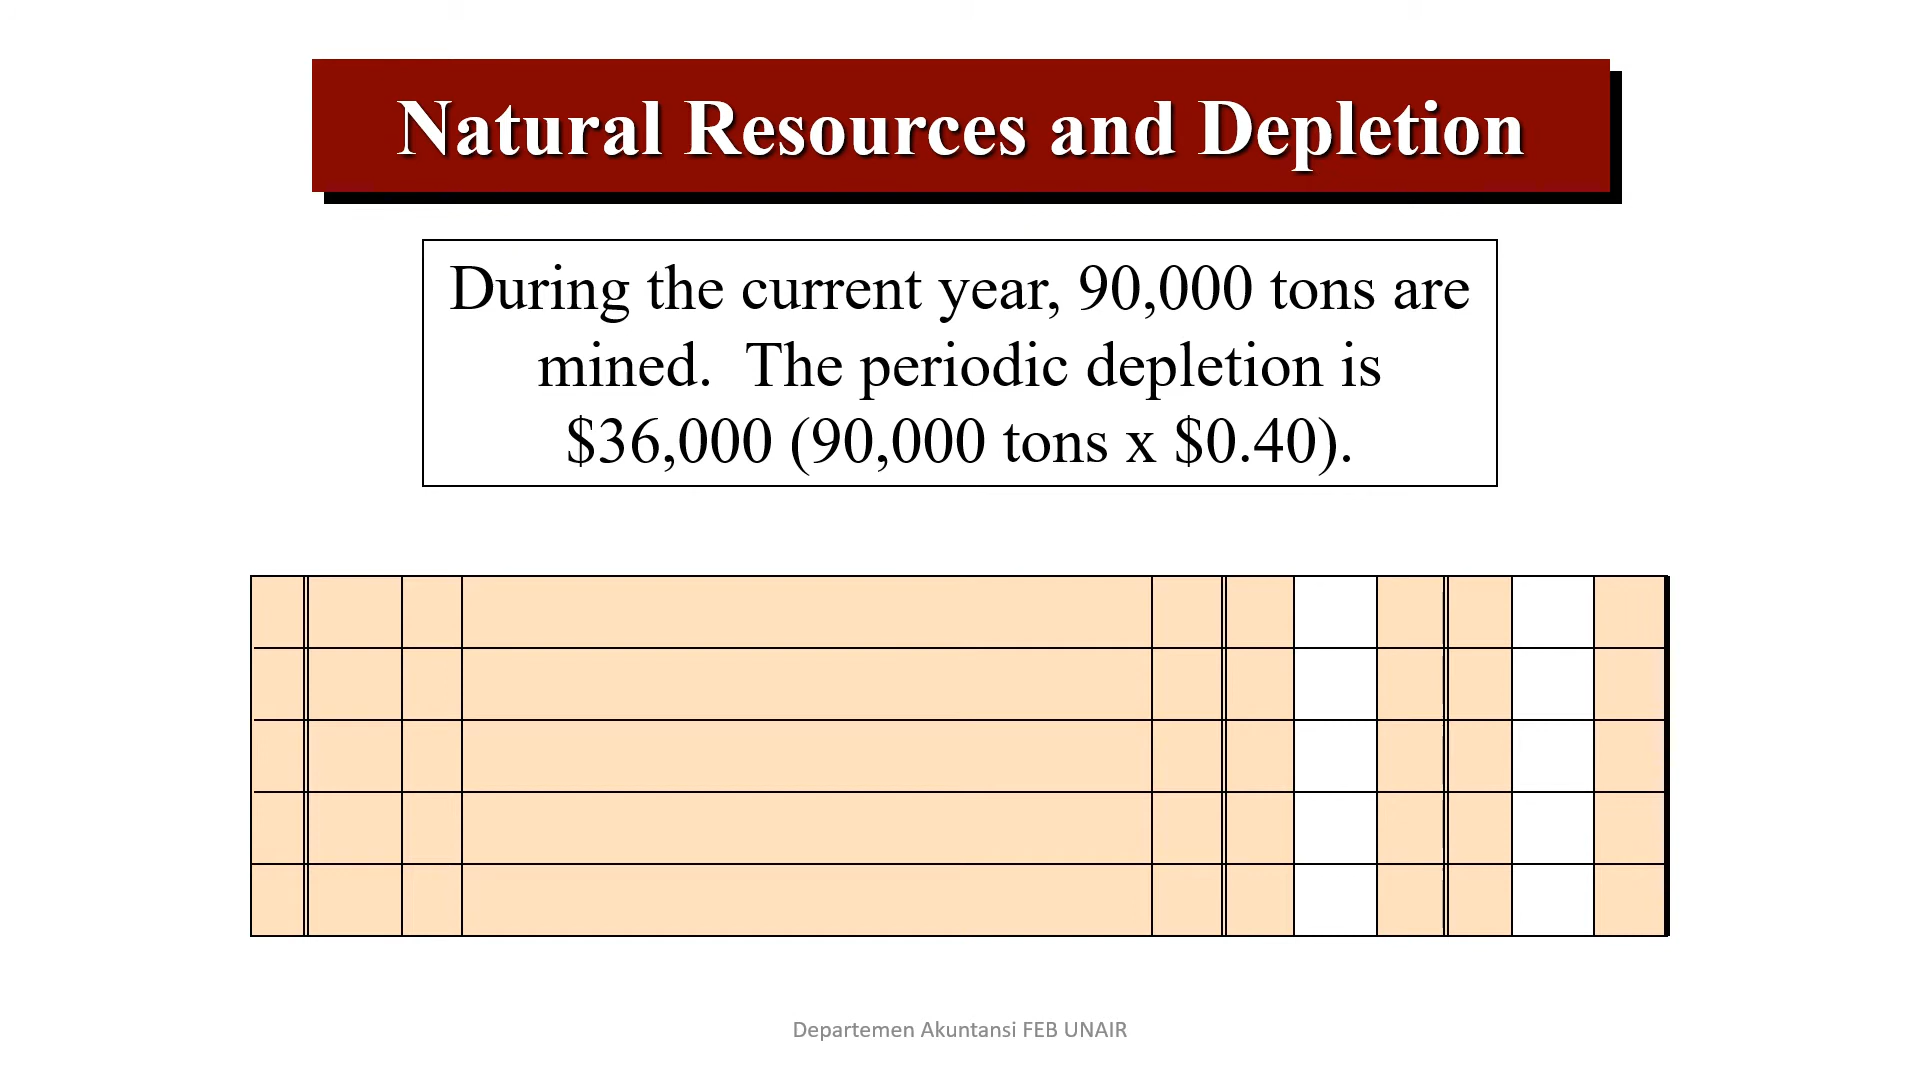 Natural Resources and Depletion
During the current year, 90,000 tons are
mined.  The periodic depletion is
$36,000 (90,000 tons x $0.40).
Departemen Akuntansi FEB UNAIR